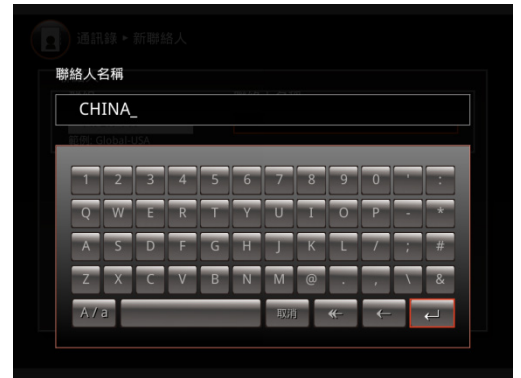 通訊錄 ▸ 新聯絡人
聯絡人名稱
CHINA_
範例: Global-USA
1 2 3 4 5 6 7 8 9 0 ' :
Q W E R T Y U I O P - *
A S D F G H J K L / ; #
Z X C V B N M @ . , \ &
A / a 取消